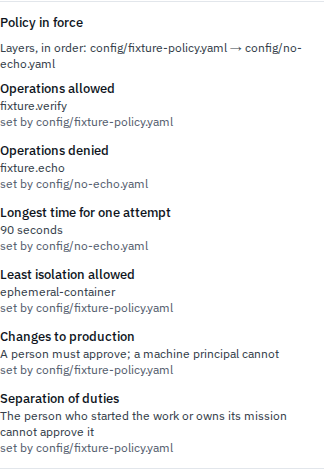 Policy in force
Layers, in order: config/fixture-policy.yaml → config/no-
echo.yaml
Operations allowed
fixture.verify
set by config/fixture-policy.yaml
Operations denied
fixture.echo
set by config/no-echo.yaml
Longest time for one attempt
90 seconds
set by config/no-echo.yaml
Least isolation allowed
ephemeral-container
set by config/fixture-policy.yaml
Changes to production
A person must approve; a machine principal cannot
set by config/fixture-policy.yaml
Separation of duties
The person who started the work or owns its mission
cannot approve it
set by config/fixture-policy.yaml